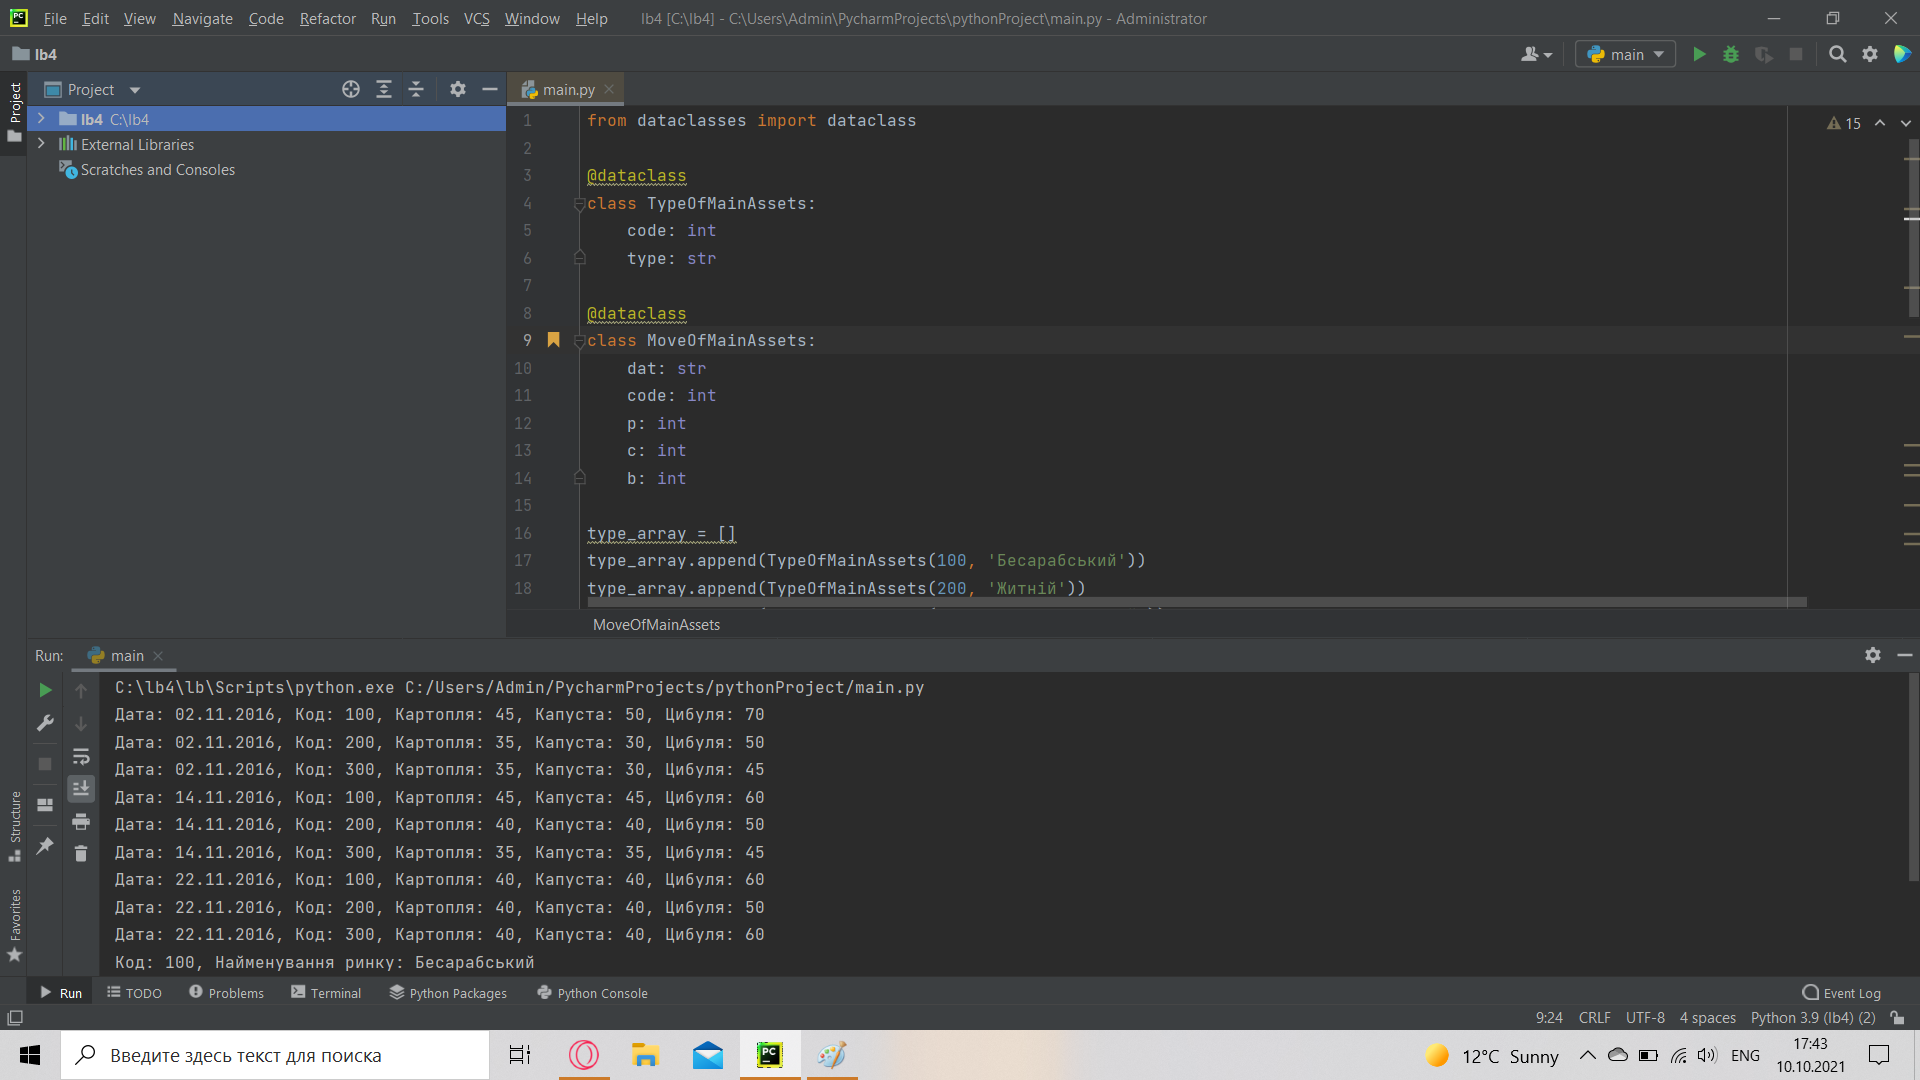 File Edit View Navigate Code Refactor Run Tools VCS Window Help lb4 [C:\lb4] - C:\Users\Admin\PycharmProjects\pythonProject\main.py - Administrator
lb4
main
Project
main.py
Project
lb4 C:\lb4
External Libraries
Scratches and Consoles
15
1 from dataclasses import dataclass
2
3 @dataclass
4 class TypeOfMainAssets:
5 code: int
6 type: str
7
8 @dataclass
9 class MoveOfMainAssets:
10 dat: str
11 code: int
12 p: int
13 c: int
14 b: int
15
16 type_array = []
17 type_array.append(TypeOfMainAssets(100, 'Бесарабський'))
18 type_array.append(TypeOfMainAssets(200, 'Житній'))
MoveOfMainAssets
Run: main
C:\lb4\lb\Scripts\python.exe C:/Users/Admin/PycharmProjects/pythonProject/main.py
Дата: 02.11.2016, Код: 100, Картопля: 45, Капуста: 50, Цибуля: 70
Дата: 02.11.2016, Код: 200, Картопля: 35, Капуста: 30, Цибуля: 50
Дата: 02.11.2016, Код: 300, Картопля: 35, Капуста: 30, Цибуля: 45
Дата: 14.11.2016, Код: 100, Картопля: 45, Капуста: 45, Цибуля: 60
Дата: 14.11.2016, Код: 200, Картопля: 40, Капуста: 40, Цибуля: 50
Дата: 14.11.2016, Код: 300, Картопля: 35, Капуста: 35, Цибуля: 45
Дата: 22.11.2016, Код: 100, Картопля: 40, Капуста: 40, Цибуля: 60
Дата: 22.11.2016, Код: 200, Картопля: 40, Капуста: 40, Цибуля: 50
Дата: 22.11.2016, Код: 300, Картопля: 40, Капуста: 40, Цибуля: 60
Код: 100, Найменування ринку: Бесарабський
Structure
Favorites
Run TODO Problems Terminal Python Packages Python Console Event Log
9:24 CRLF UTF-8 4 spaces Python 3.9 (lb4) (2)
Введите здесь текст для поиска
12°C Sunny
ENG
17:43
10.10.2021